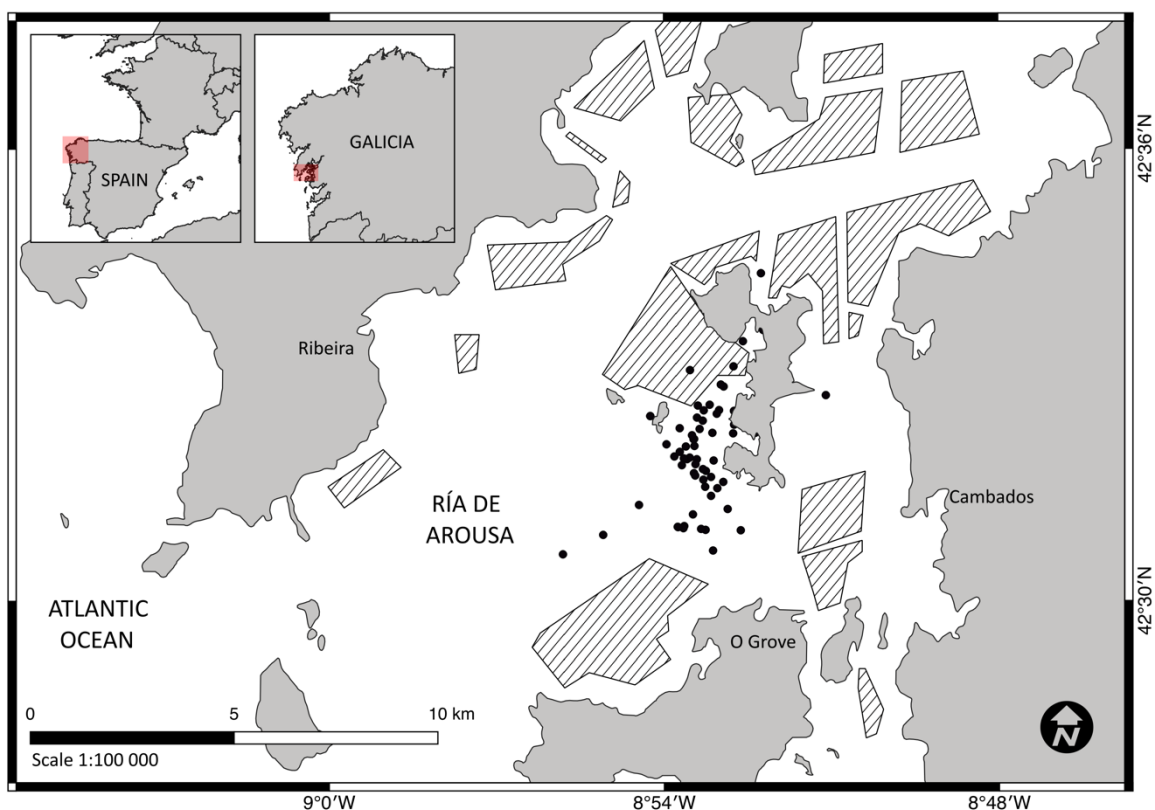 SPAIN
GALICIA
42°36’N
Ribeira
RÍA DE
AROUSA
Cambados
ATLANTIC
OCEAN
42°30’N
O Grove
0 5 10 km
Scale 1:100 000
N
9°0’W 8°54’W 8°48’W